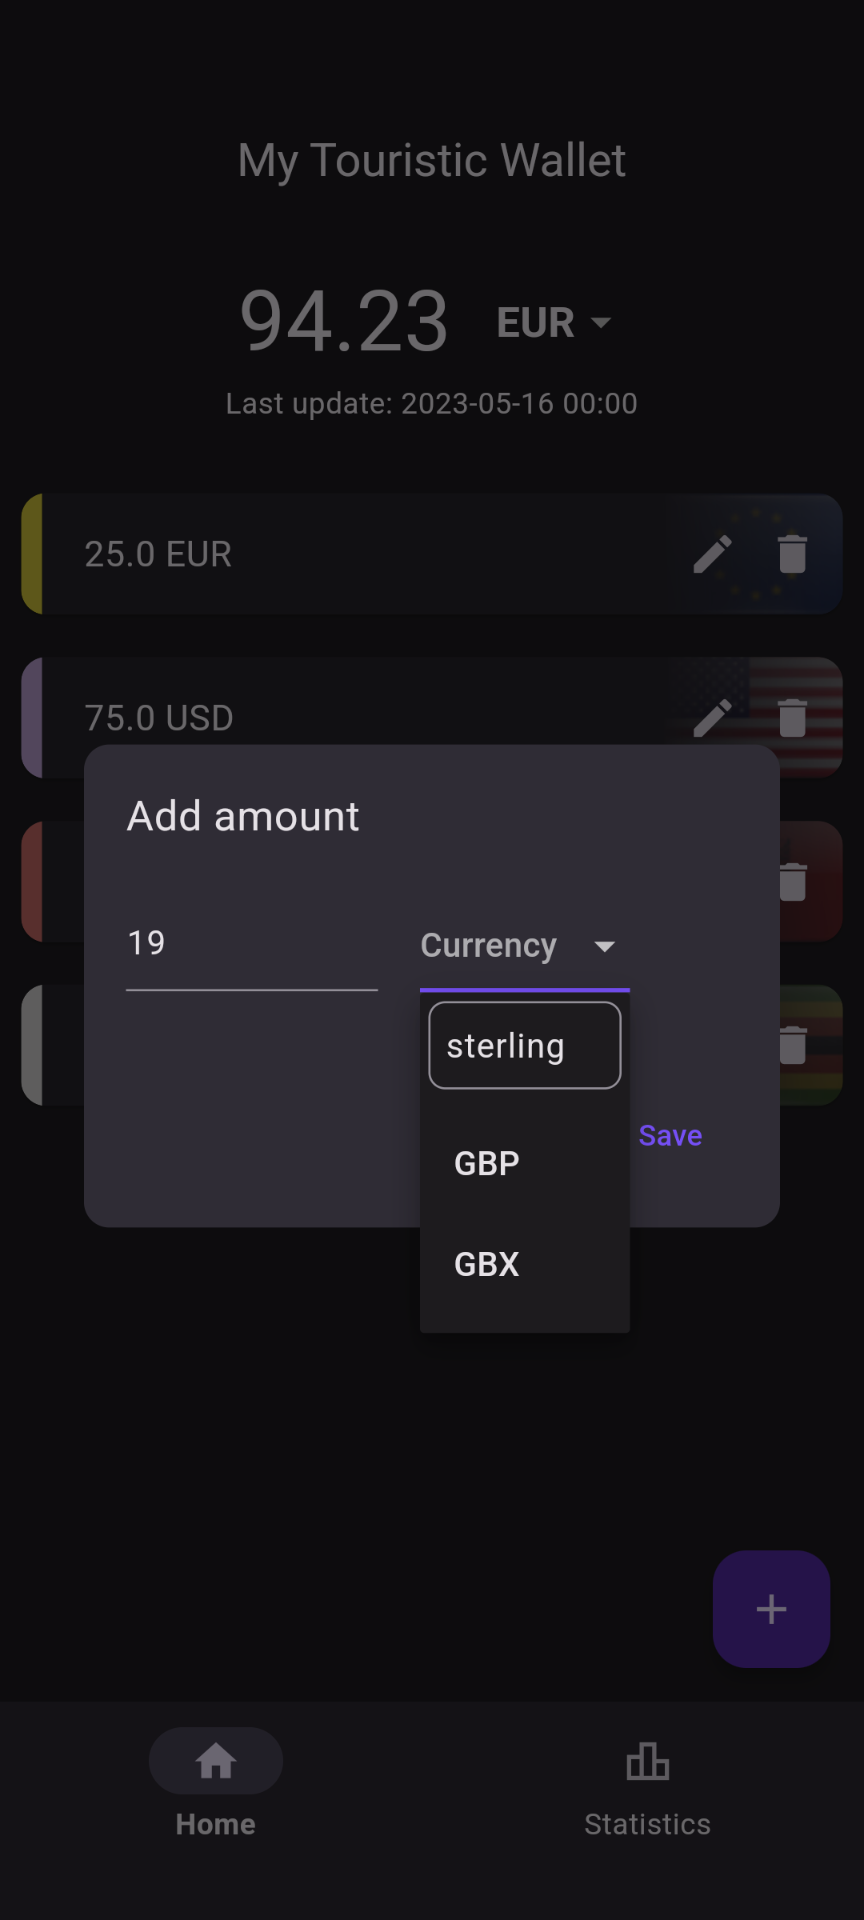 My Touristic Wallet
94.23 EUR
Last update: 2023-05-16 00:00
25.0 EUR
75.0 USD
Add amount
19 Currency
sterling
Save
GBP
GBX
+
Home Statistics